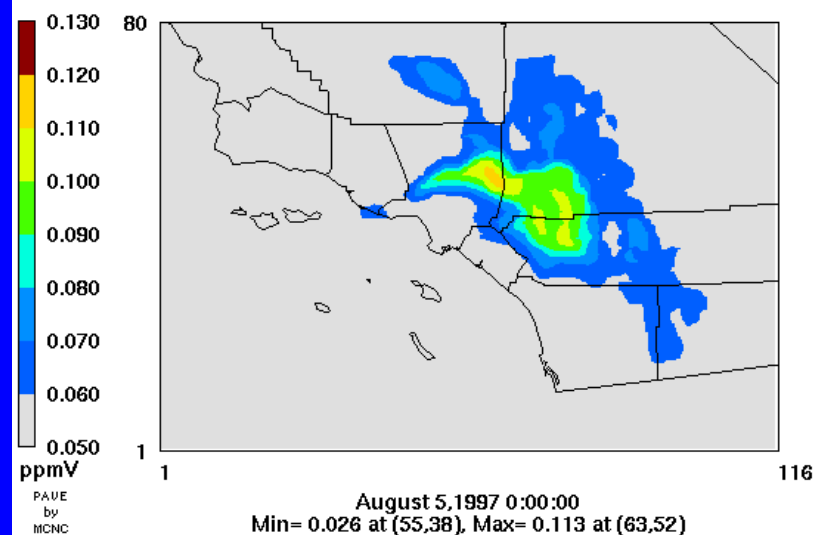 0.130
0.120
0.110
0.100
0.090
0.080
0.070
0.060
0.050
ppmV
PAVE
by
MCNC
80
1
1
116
August 5,1997 0:00:00
Min= 0.026 at (55,38), Max= 0.113 at (63,52)